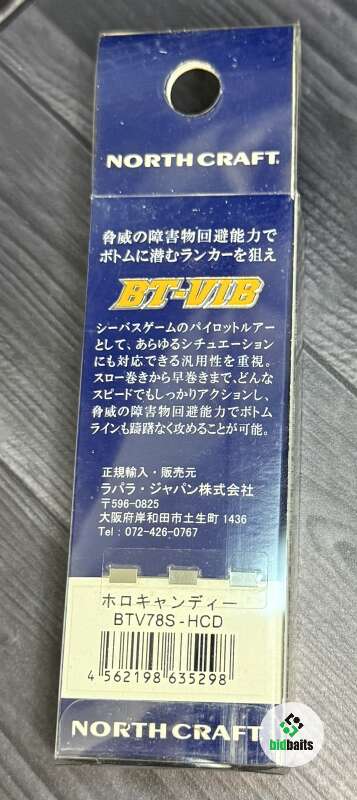 NORTH CRAFT.
脅威の障害物回避能力で
ボトムに潜むランカーを狙え
BT-VIB
シーバスゲームのパイロットルアー
として、あらゆるシチュエーション
にも対応できる汎用性を重視。
スロー巻きから早巻きまで、どんな
スピードでもしっかりアクションし、
脅威の障害物回避能力でボトム
ラインも躊躇なく攻めることが可能。
正規輸入・販売元
ラパラ・ジャパン株式会社
〒596-0825
大阪府岸和田市土生町 1436
Tel : 072-426-0767
ホロキャンディー
BTV78S-HCD
4 562198 635298
NORTH CRAFT.
bidbaits